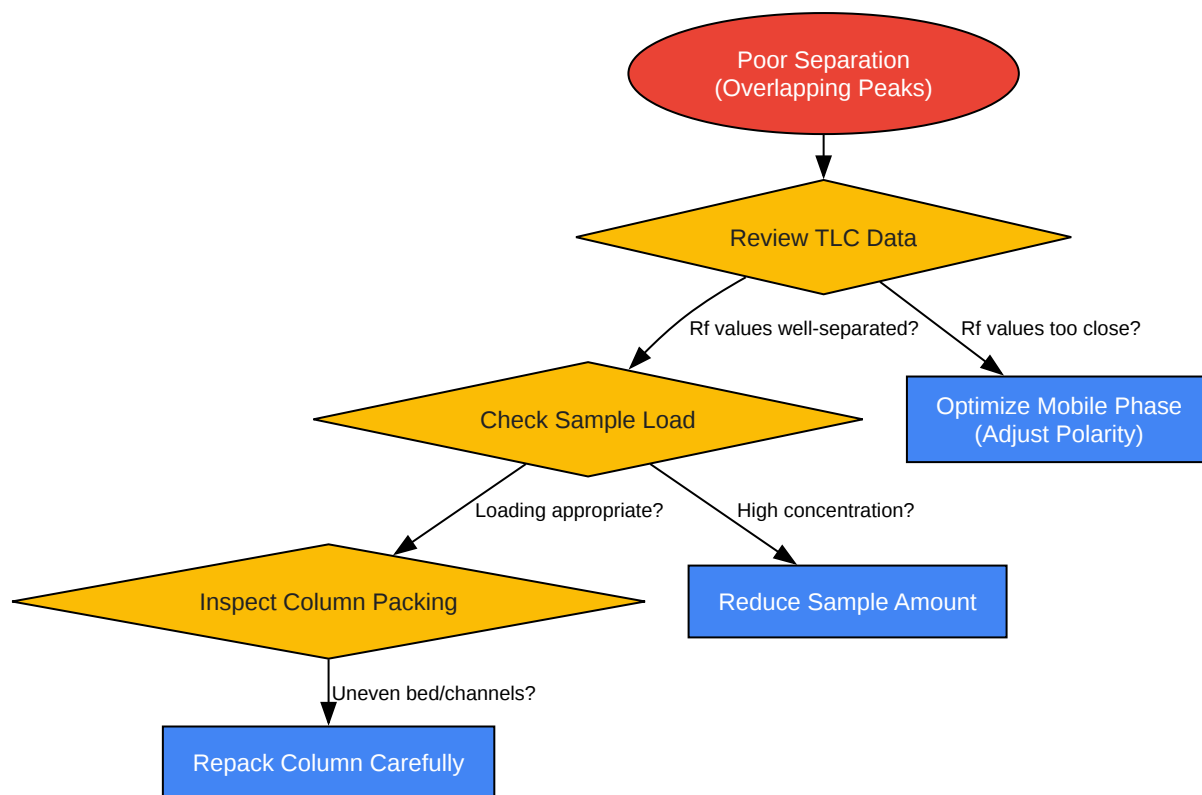 Poor Separation
(Overlapping Peaks)
Review TLC Data
Rf values well-separated?
Rf values too close?
Check Sample Load
Optimize Mobile Phase
(Adjust Polarity)
Loading appropriate?
High concentration?
Inspect Column Packing
Reduce Sample Amount
Uneven bed/channels?
Repack Column Carefully